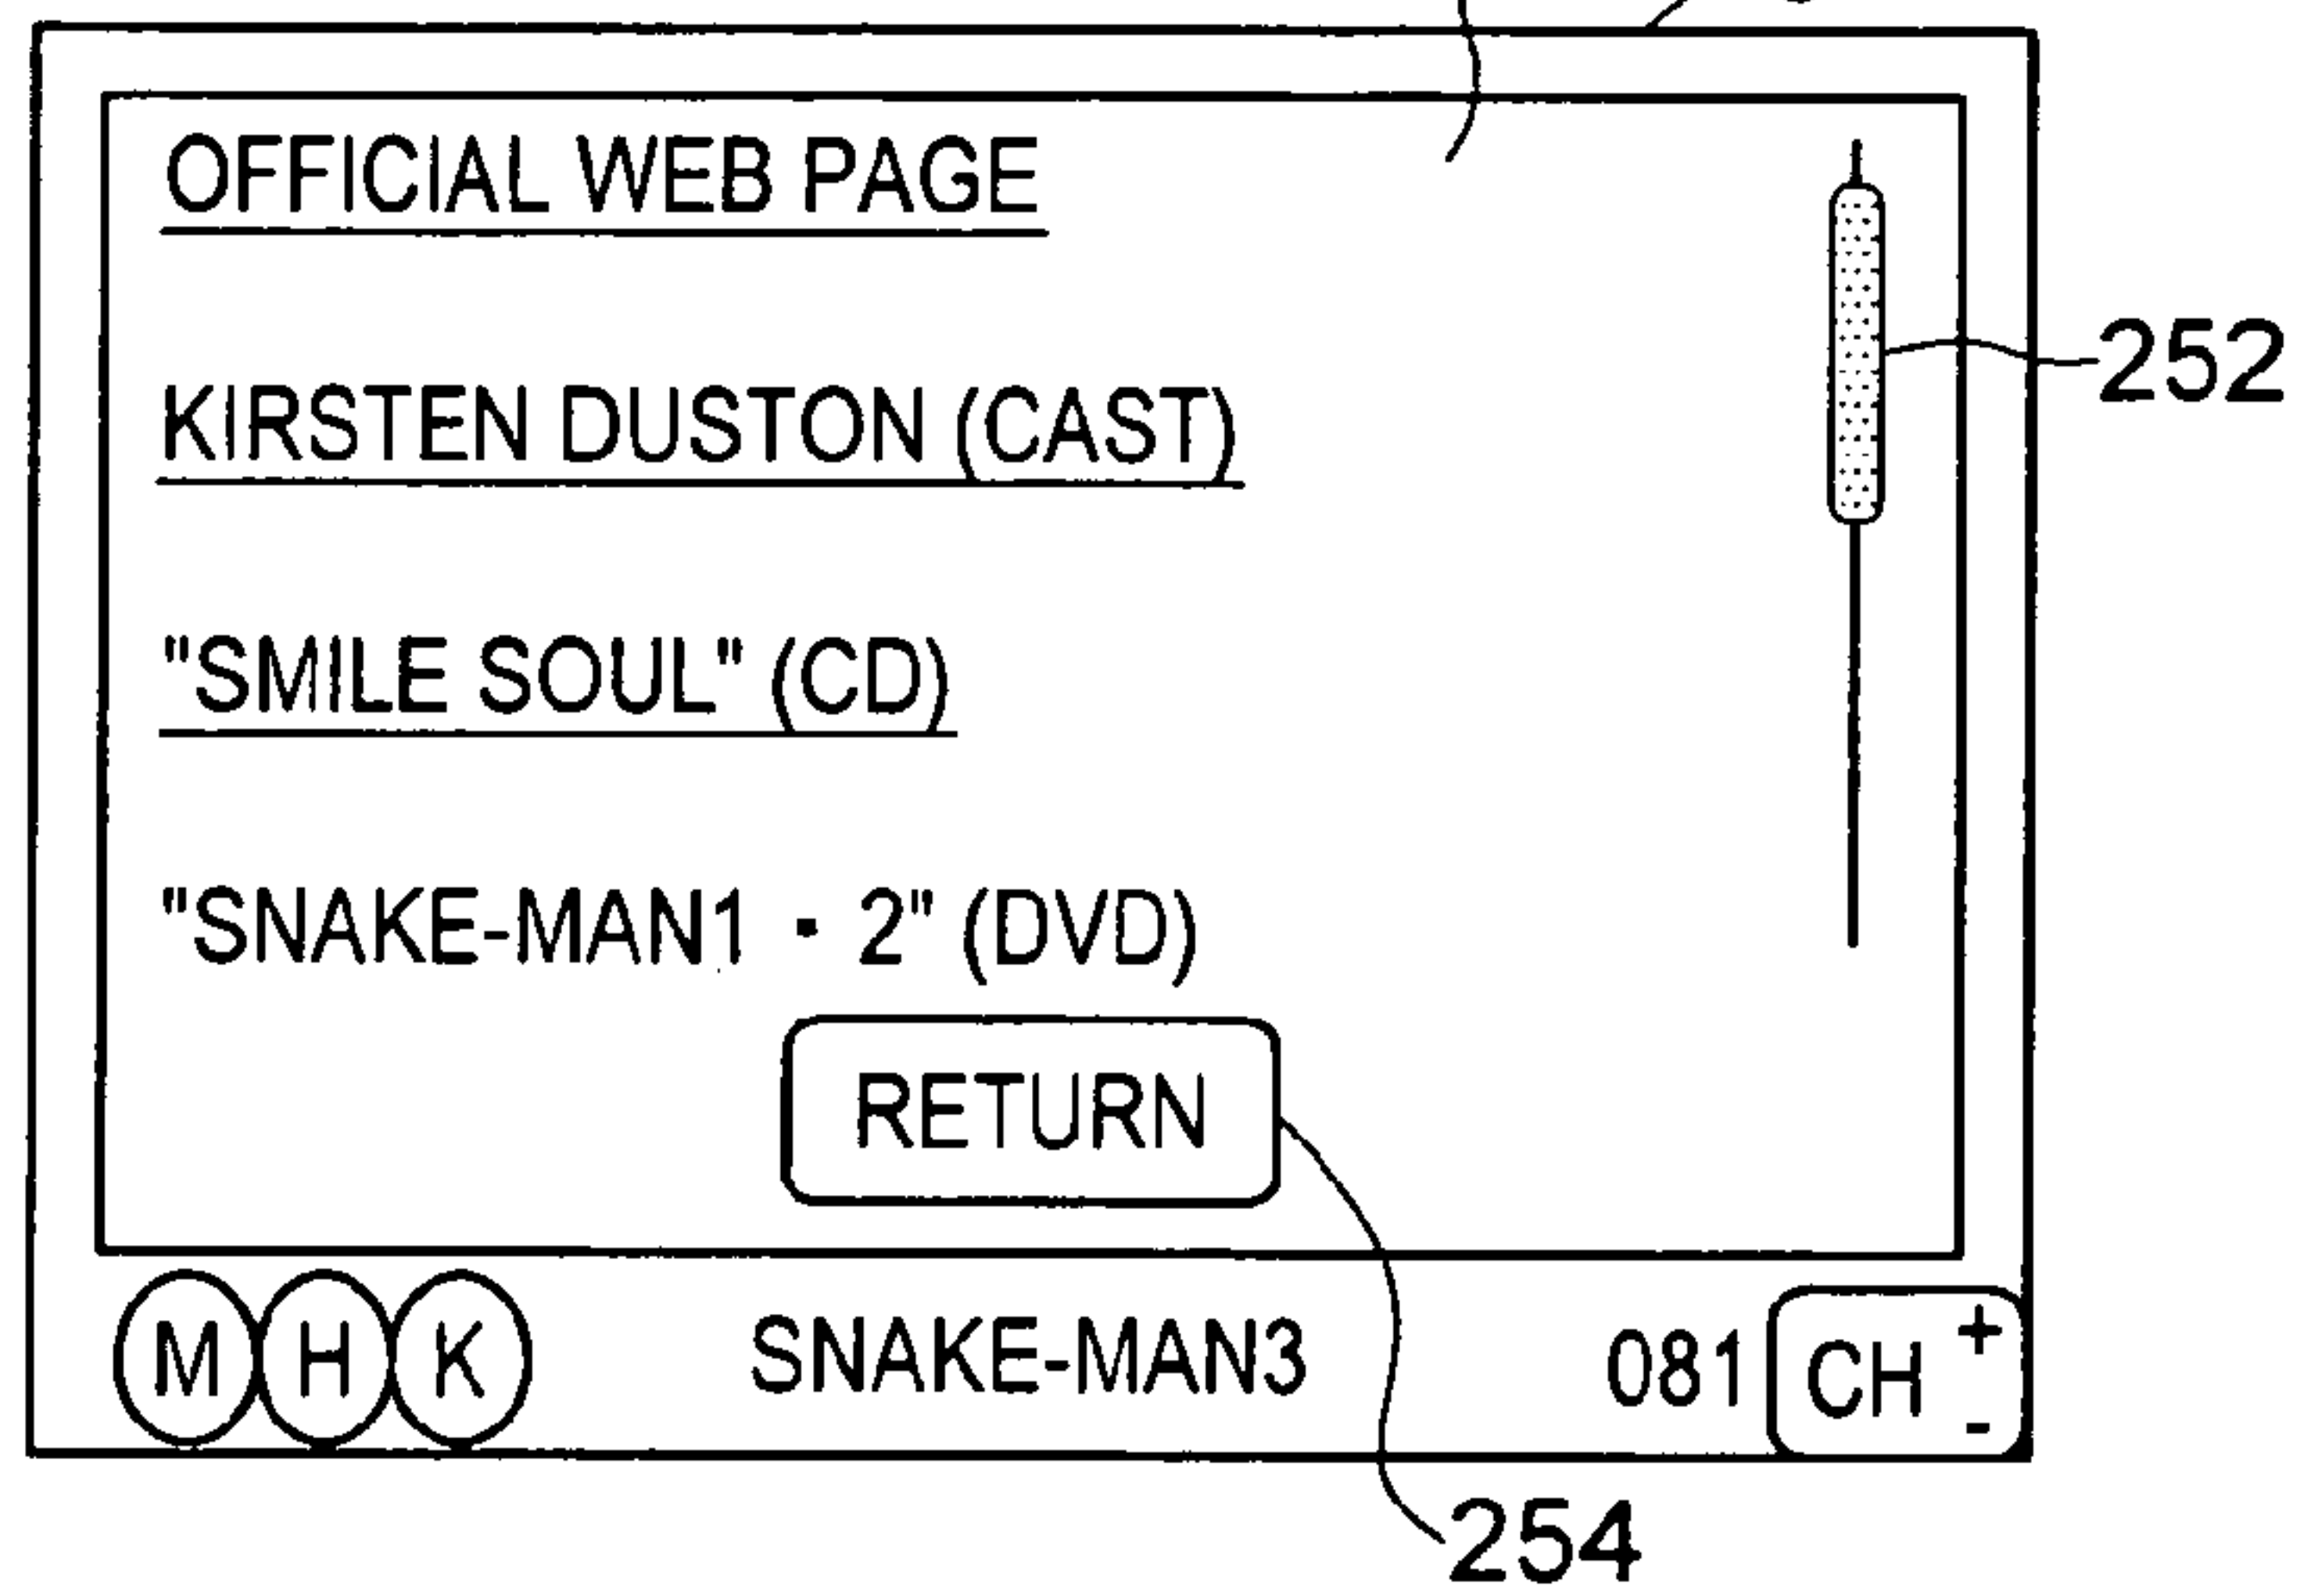 OFFICIAL WEB PAGE
KIRSTEN DUSTON (CAST)
252
"SMILE SOUL" (CD)
"SNAKE-MAN1 ・ 2" (DVD)
RETURN
M H K SNAKE-MAN3 081 CH + -
254